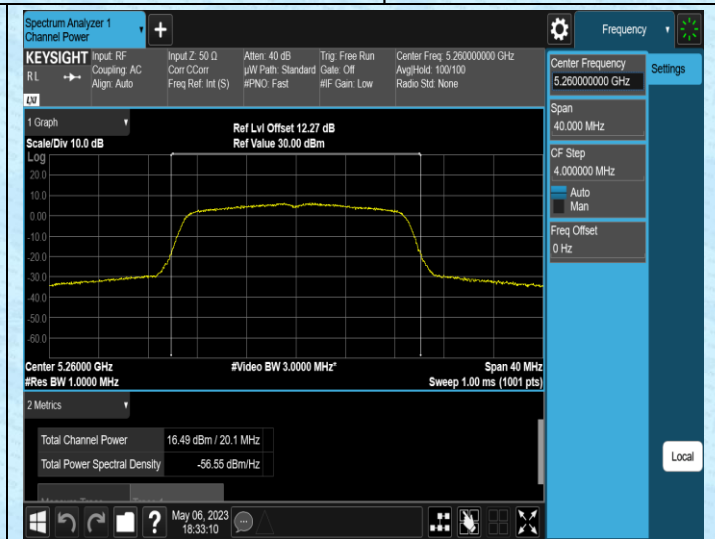 Spectrum Analyzer 1
Channel Power
Frequency
KEYSIGHT
RL
LXI
Input: RF
Coupling: AC
Align: Auto
Input Z: 50 Ω
Corr CCorr
Freq Ref: Int (S)
Atten: 40 dB
µW Path: Standard
#PNO: Fast
Trig: Free Run
Gate: Off
#IF Gain: Low
Center Freq: 5.260000000 GHz
Avg|Hold: 100/100
Radio Std: None
Center Frequency
5.260000000 GHz
Settings
Span
40.000 MHz
CF Step
4.000000 MHz
Auto
Man
Freq Offset
0 Hz
1 Graph
Ref Lvl Offset 12.27 dB
Scale/Div 10.0 dB
Ref Value 30.00 dBm
Log
20.0
10.0
0.00
-10.0
-20.0
-30.0
-40.0
-50.0
-60.0
Center 5.26000 GHz
#Video BW 3.0000 MHz*
Span 40 MHz
#Res BW 1.0000 MHz
Sweep 1.00 ms (1001 pts)
2 Metrics
Total Channel Power
16.49 dBm / 20.1 MHz
Total Power Spectral Density
-56.55 dBm/Hz
Local
May 06, 2023
18:33:10